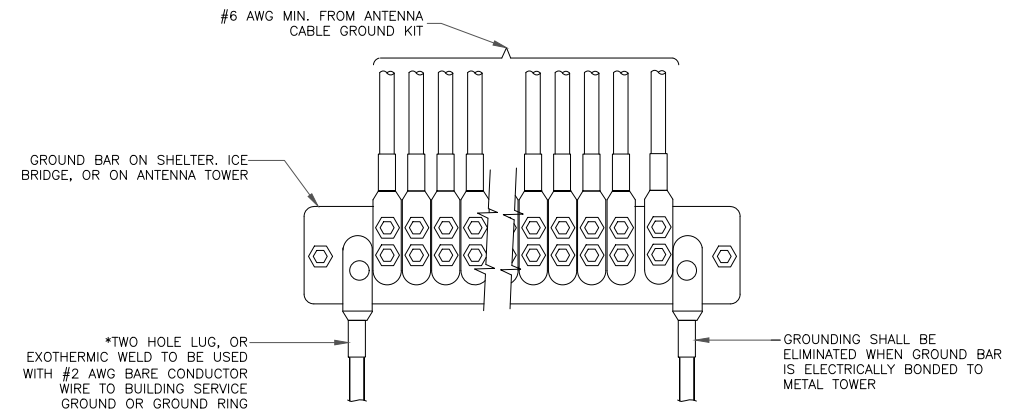 #6 AWG MIN. FROM ANTENNA
CABLE GROUND KIT
GROUND BAR ON SHELTER. ICE
BRIDGE, OR ON ANTENNA TOWER
*TWO HOLE LUG, OR
EXOTHERMIC WELD TO BE USED
WITH #2 AWG BARE CONDUCTOR
WIRE TO BUILDING SERVICE
GROUND OR GROUND RING
GROUNDING SHALL BE
ELIMINATED WHEN GROUND BAR
IS ELECTRICALLY BONDED TO
METAL TOWER